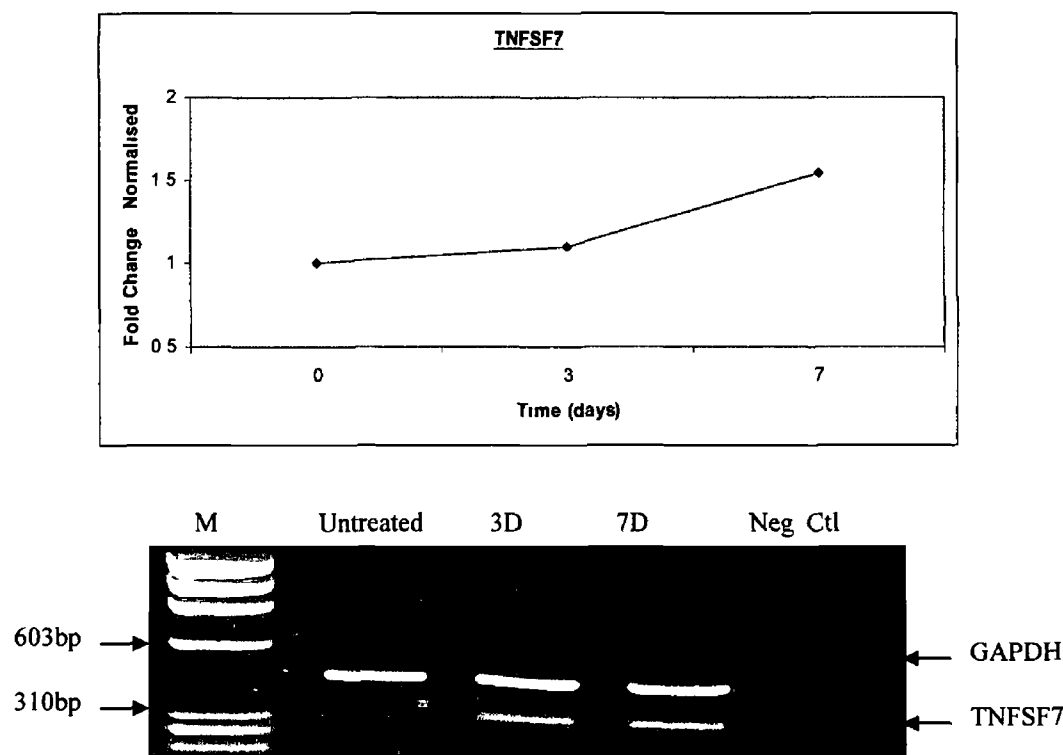 TNFSF7
2
1 5
1
0 5
Fold Change Normalised
0 3 7
Time (days)
M Untreated 3D 7D Neg Ctl
603bp
GAPDH
310bp
TNFSF7